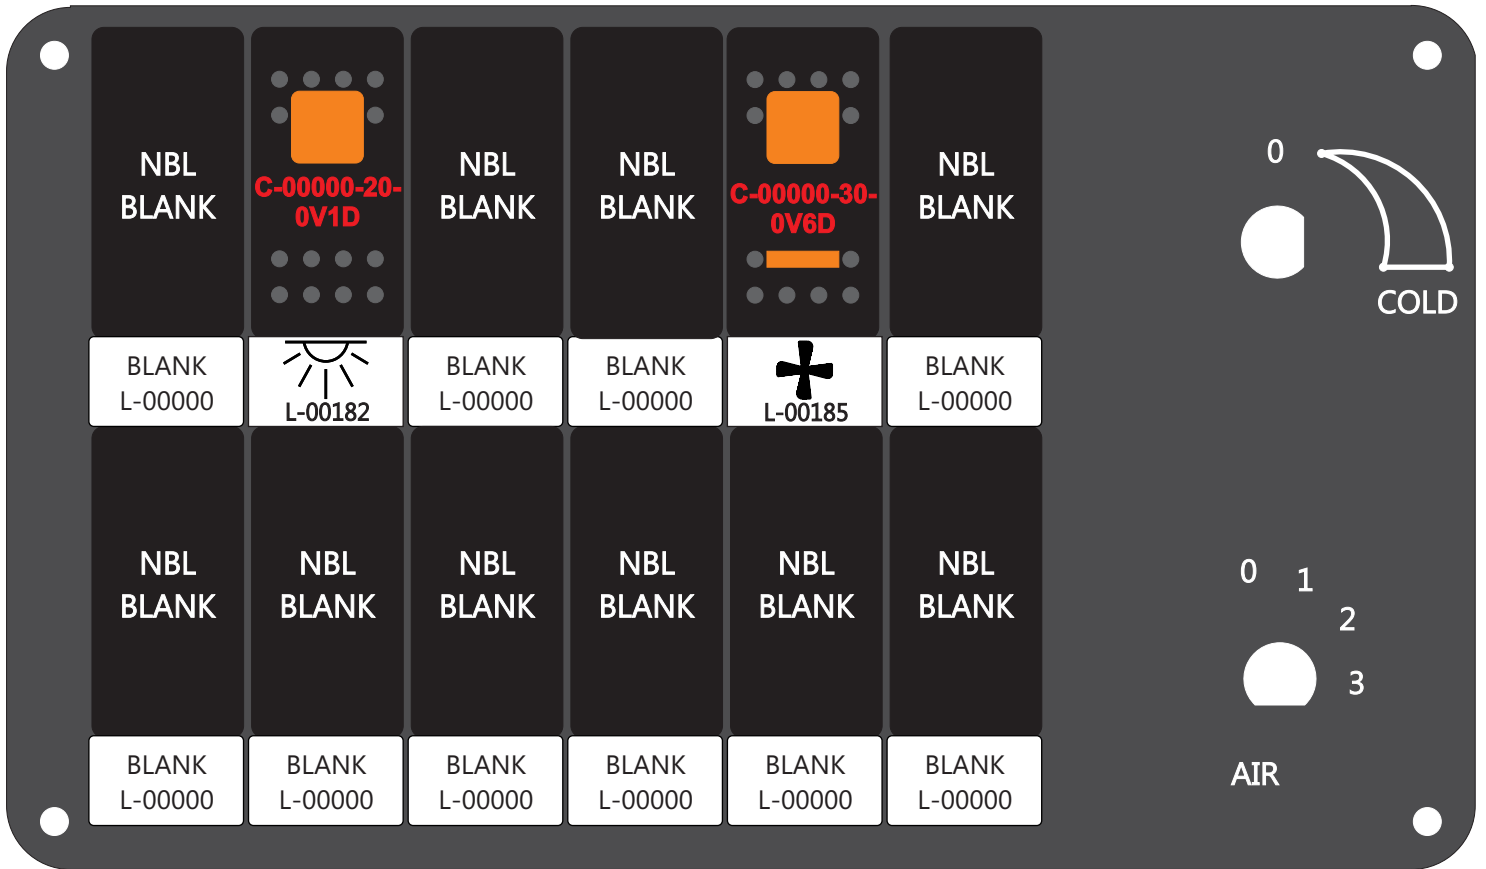 NBL
BLANK
C-00000-20-
0V1D
NBL
BLANK
NBL
BLANK
C-00000-30-
0V6D
NBL
BLANK
BLANK
L-00000
L-00182
BLANK
L-00000
BLANK
L-00000
L-00185
BLANK
L-00000
NBL
BLANK
NBL
BLANK
NBL
BLANK
NBL
BLANK
NBL
BLANK
NBL
BLANK
BLANK
L-00000
BLANK
L-00000
BLANK
L-00000
BLANK
L-00000
BLANK
L-00000
BLANK
L-00000
0
COLD
0
1
2
3
AIR